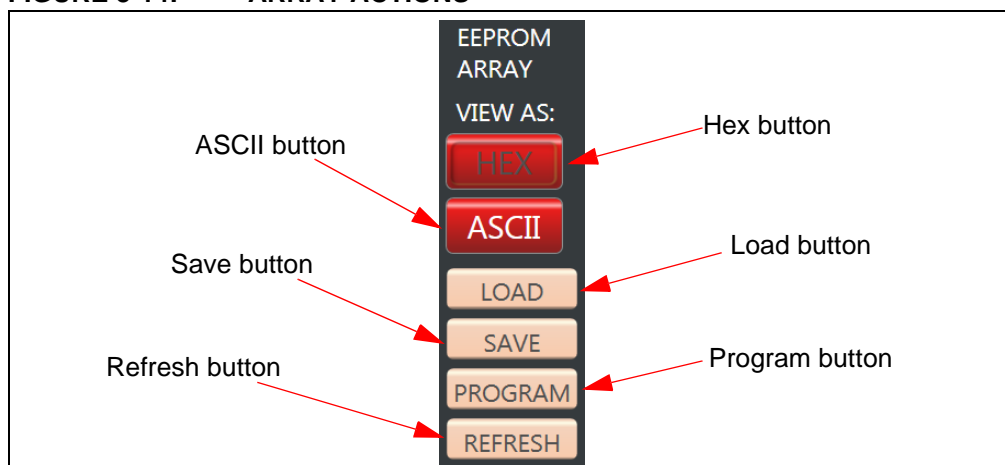 EEPROM
ARRAY
VIEW AS:
Hex button
ASCII button
HEX
ASCII
Load button
Save button
LOAD
SAVE
Program button
Refresh button
PROGRAM
REFRESH